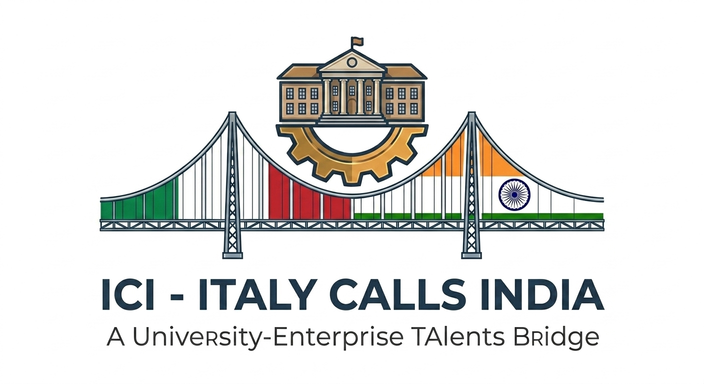 ICI - ITALY CALLS INDIA
A UniveRsity-Enterprise TAlents BRidge